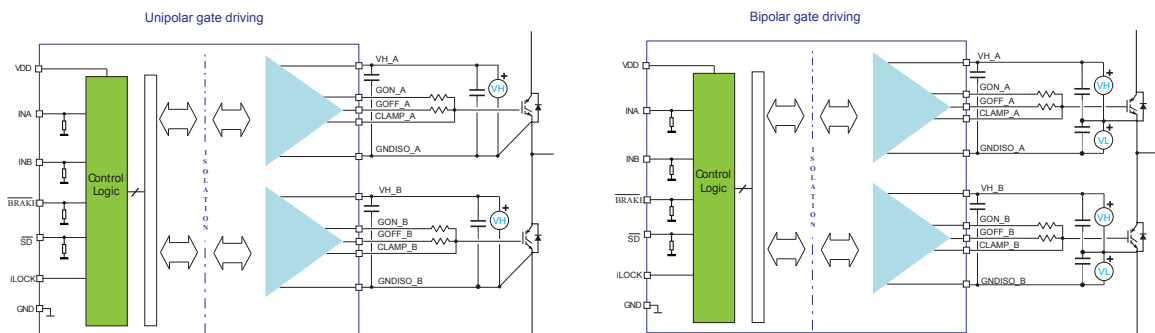 Unipolar gate driving
VDD
INA
INB
BRAKE
SD
iLOCK
GND
Control
Logic
ISOLATION
VH_A
GON_A
GOFF_A
CLAMP_A
GNDISO_A
+
VH
VH_B
GON_B
GOFF_B
CLAMP_B
GNDISO_B
+
VH
Bipolar gate driving
VDD
INA
INB
BRAKE
SD
iLOCK
GND
Control
Logic
ISOLATION
VH_A
GON_A
GOFF_A
CLAMP_A
GNDISO_A
+
VH
+
VL
VH_B
GON_B
GOFF_B
CLAMP_B
GNDISO_B
+
VH
+
VL